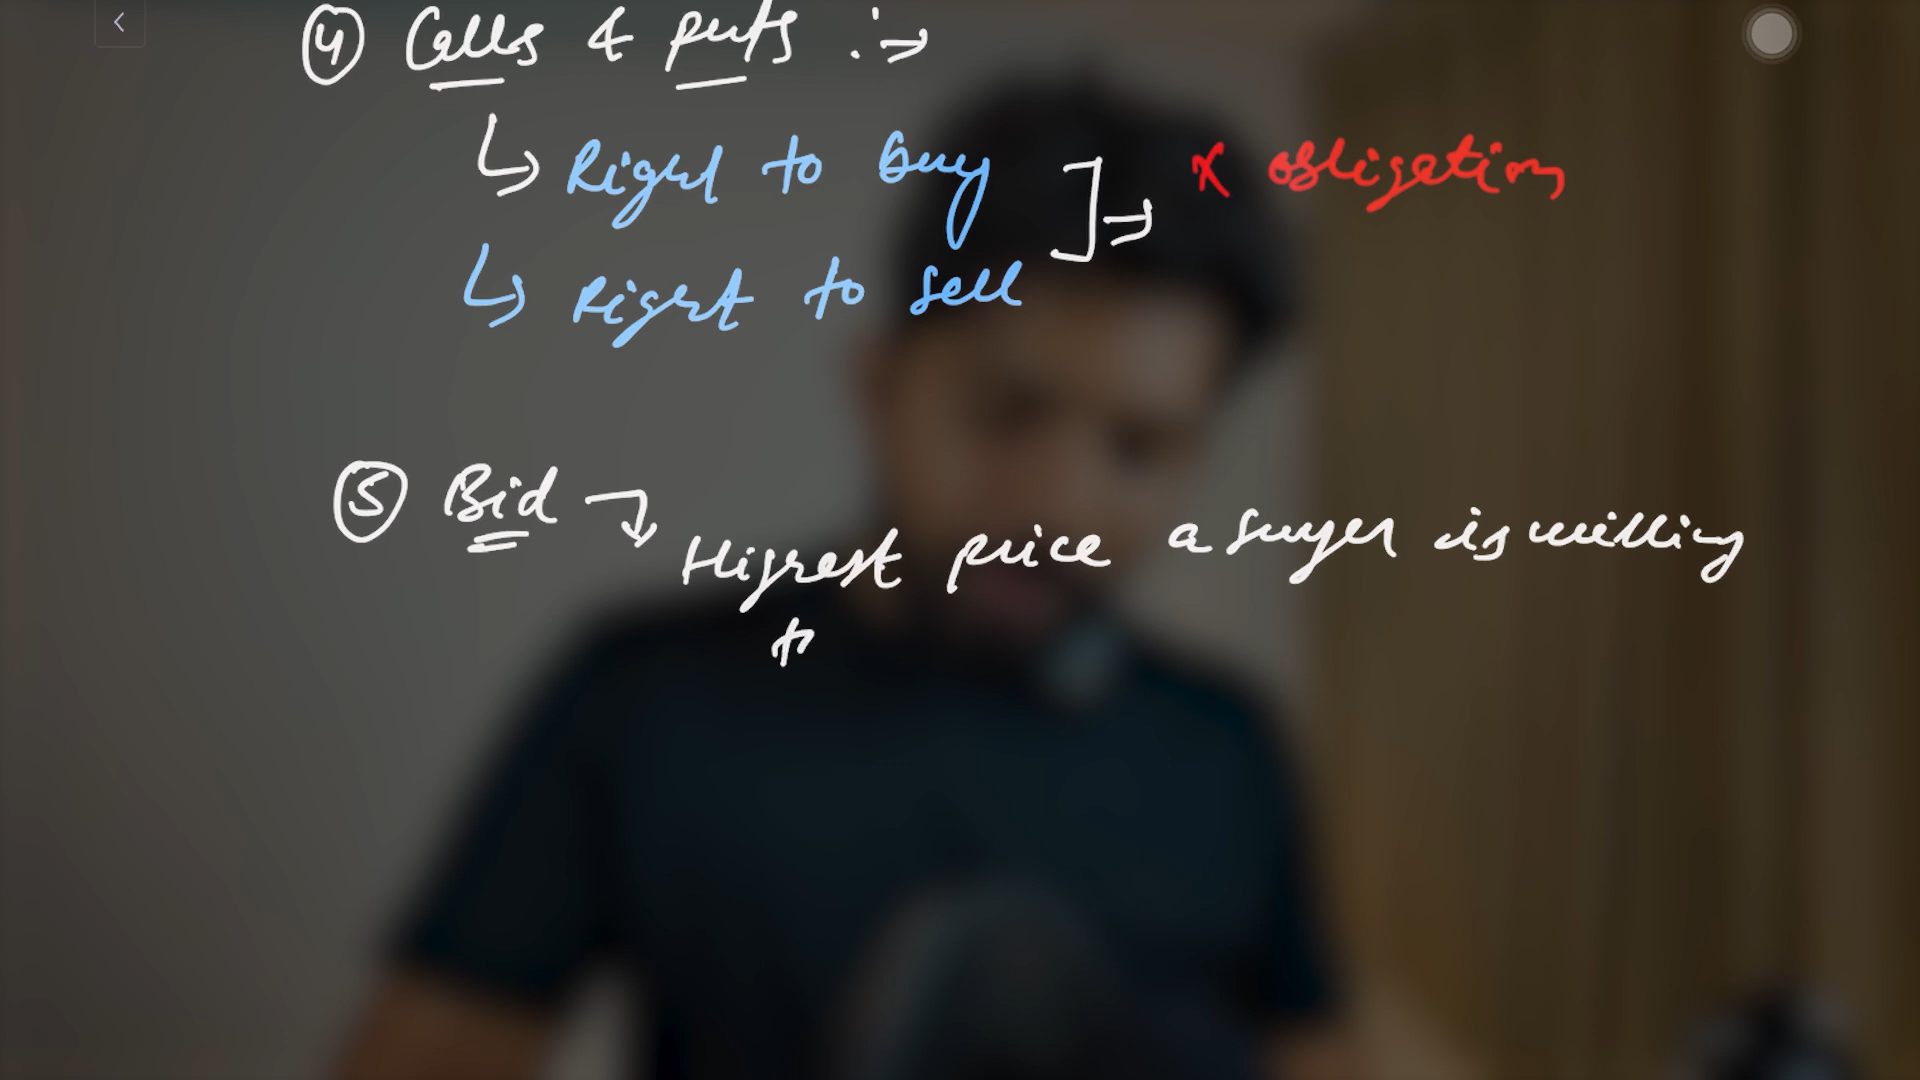 ④ Calls & puts :→
↳ Right to buy ]→ × obligation
↳ Right to sell
⑤ Bid →
Highest price a buyer is willing
to